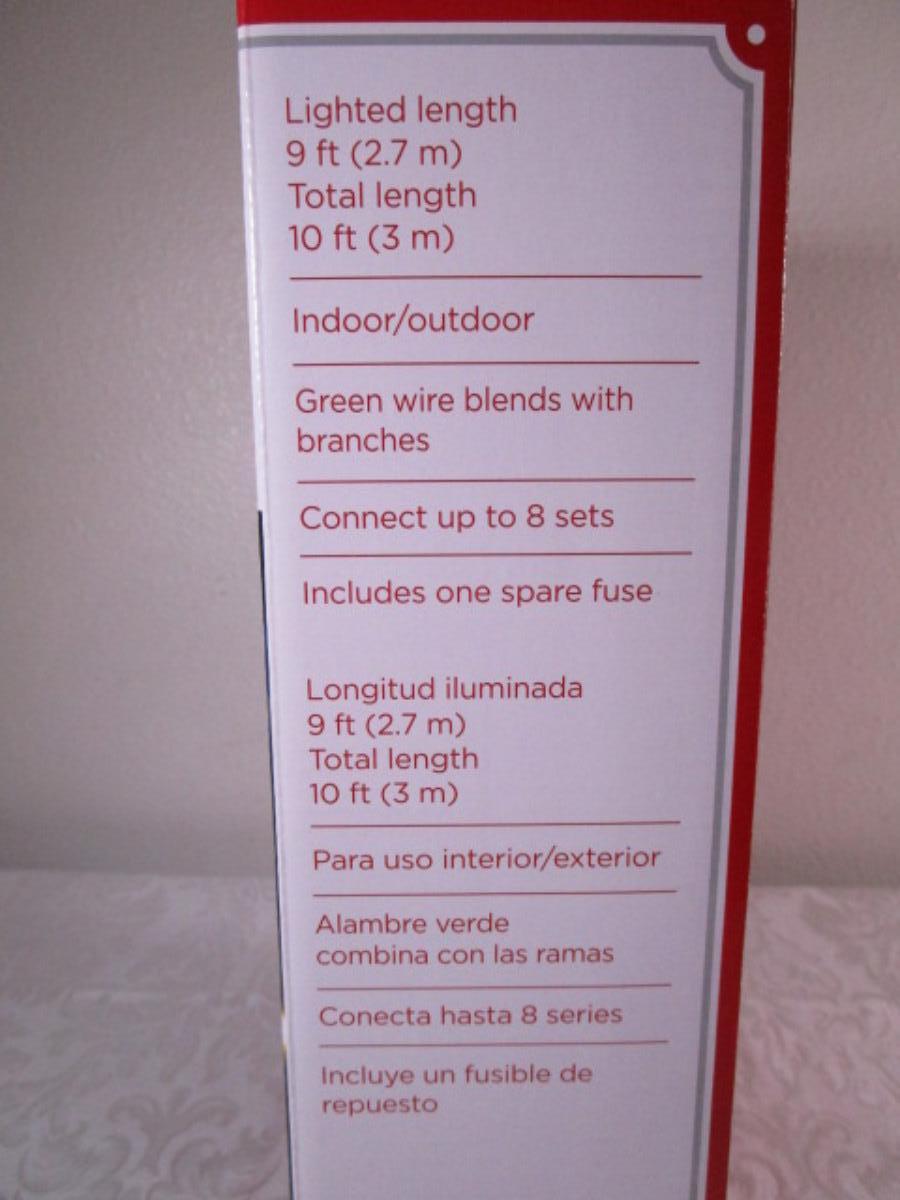 Lighted length
9 ft (2.7 m)
Total length
10 ft (3 m)
Indoor/outdoor
Green wire blends with
branches
Connect up to 8 sets
Includes one spare fuse
Longitud iluminada
9 ft (2.7 m)
Total length
10 ft (3 m)
Para uso interior/exterior
Alambre verde
combina con las ramas
Conecta hasta 8 series
Incluye un fusible de
repuesto